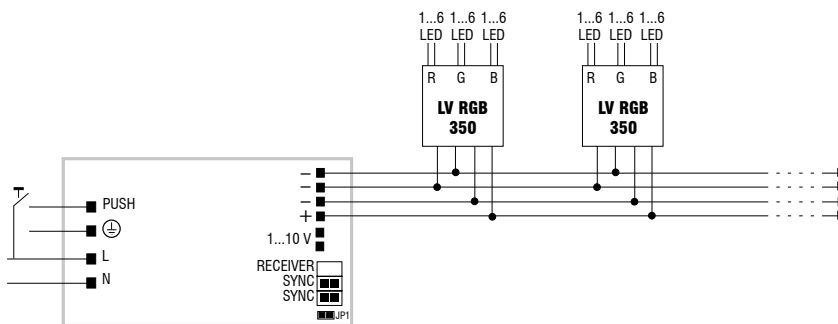 1...6 1...6 1...6
LED LED LED
R G B
LV RGB
350
1...6 1...6 1...6
LED LED LED
R G B
LV RGB
350
PUSH
L
N
–
–
–
+
1...10 V
RECEIVER
SYNC
SYNC
JP1